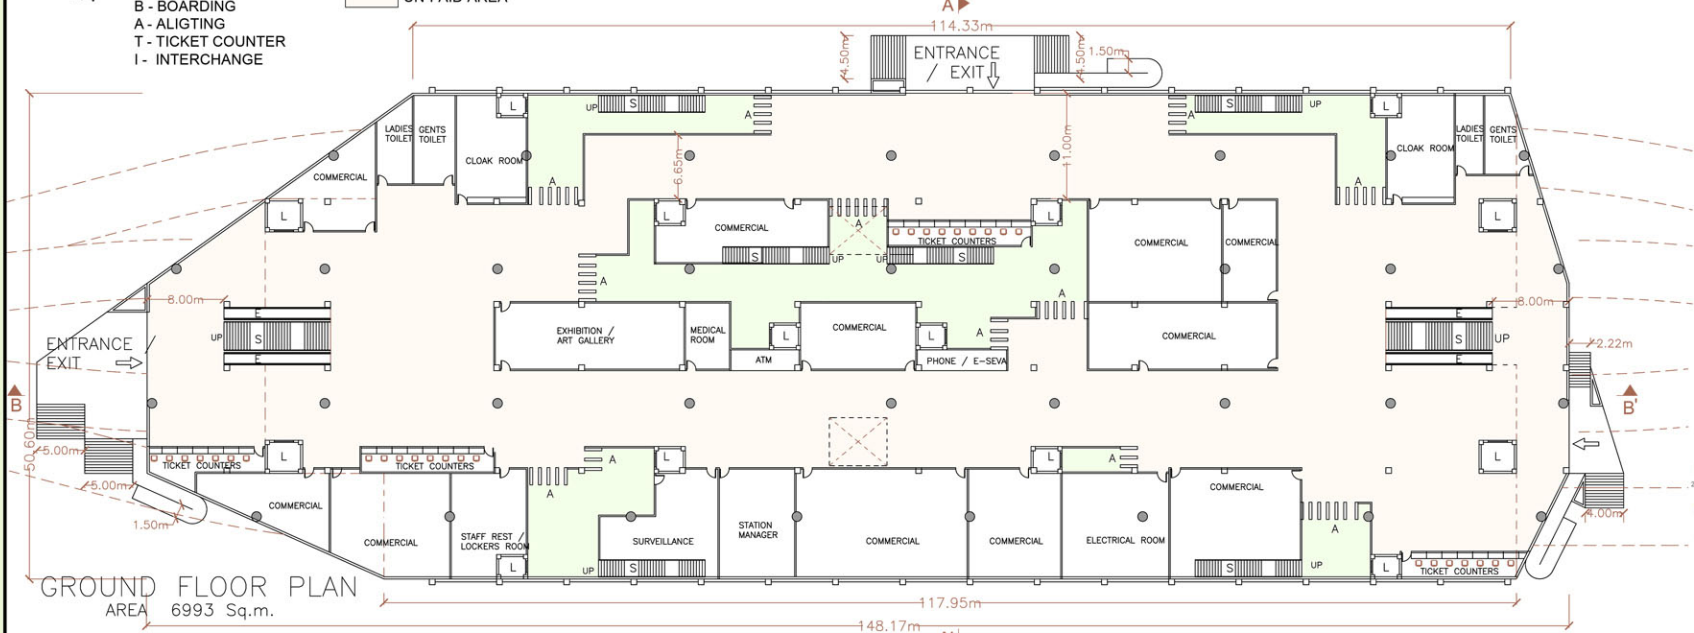 B - BOARDING
UN PAID AREA
A - ALIGTING
T - TICKET COUNTER
I - INTERCHANGE
A
114.33m
4.50m
ENTRANCE
/ EXIT
4.50m
1.50m
L
UP
S
A
A
S
UP
L
LADIES
TOILET
GENTS
TOILET
CLOAK ROOM
11.00m
CLOAK ROOM
LADIES
TOILET
GENTS
TOILET
6.65m
COMMERCIAL
A
A
L
L
COMMERCIAL
A
TICKET COUNTERS
L
COMMERCIAL
COMMERCIAL
L
S
UP
UP
S
A
A
8.00m
8.00m
E
UP
S
E
EXHIBITION /
ART GALLERY
MEDICAL
ROOM
L
COMMERCIAL
L
A
COMMERCIAL
E
S
UP
E
2.22m
ENTRANCE /
EXIT
ATM
PHONE / E-SEVA
B
B'
50.60m
5.00m
TICKET COUNTERS
L
TICKET COUNTERS
A
L
L
A
L
5.00m
1.50m
COMMERCIAL
COMMERCIAL
STAFF REST /
LOCKERS ROOM
L
A
UP
SURVEILLANCE
S
STATION
MANAGER
COMMERCIAL
COMMERCIAL
ELECTRICAL ROOM
COMMERCIAL
S
A
UP
L
TICKET COUNTERS
4.00m
GROUND FLOOR PLAN
AREA 6993 Sq.m.
117.95m
148.17m